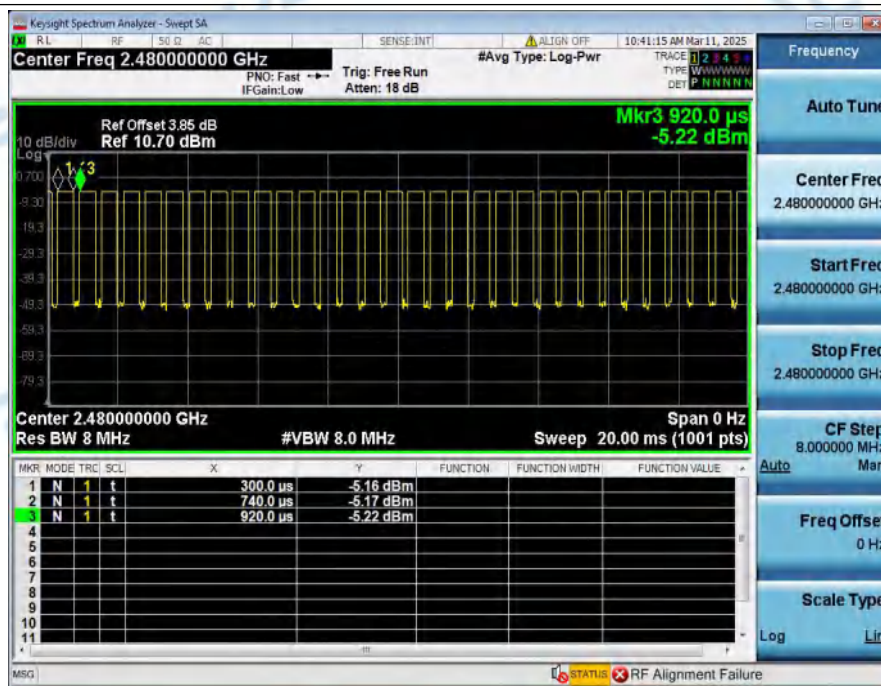 Keysight Spectrum Analyzer - Swept SA
RL RF 50 Ω AC SENSE:INT ALIGN OFF 10:41:15 AM Mar 11, 2025
Center Freq 2.480000000 GHz
#Avg Type: Log-Pwr
TRACE 1 2 3 4 5 6
PNO: Fast Trig: Free Run
TYPE WWWWWW
IFGain:Low Atten: 18 dB
DET P N N N N N
Mkr3 920.0 µs
Ref Offset 3.85 dB
-5.22 dBm
10 dB/div Ref 10.70 dBm
Log
1 3
0.700
-9.30
-19.3
-29.3
-39.3
-49.3
-59.3
-69.3
-79.3
Center 2.480000000 GHz Span 0 Hz
Res BW 8 MHz #VBW 8.0 MHz Sweep 20.00 ms (1001 pts)
MKR MODE TRC SCL X Y FUNCTION FUNCTION WIDTH FUNCTION VALUE
1 N 1 t 300.0 µs -5.16 dBm
2 N 1 t 740.0 µs -5.17 dBm
3 N 1 t 920.0 µs -5.22 dBm
4
5
6
7
8
9
10
11
MSG STATUS RF Alignment Failure
Frequency
Auto Tune
Center Freq
2.480000000 GHz
Start Freq
2.480000000 GHz
Stop Freq
2.480000000 GHz
CF Step
8.000000 MHz
Auto Man
Freq Offset
0 Hz
Scale Type
Log Lin